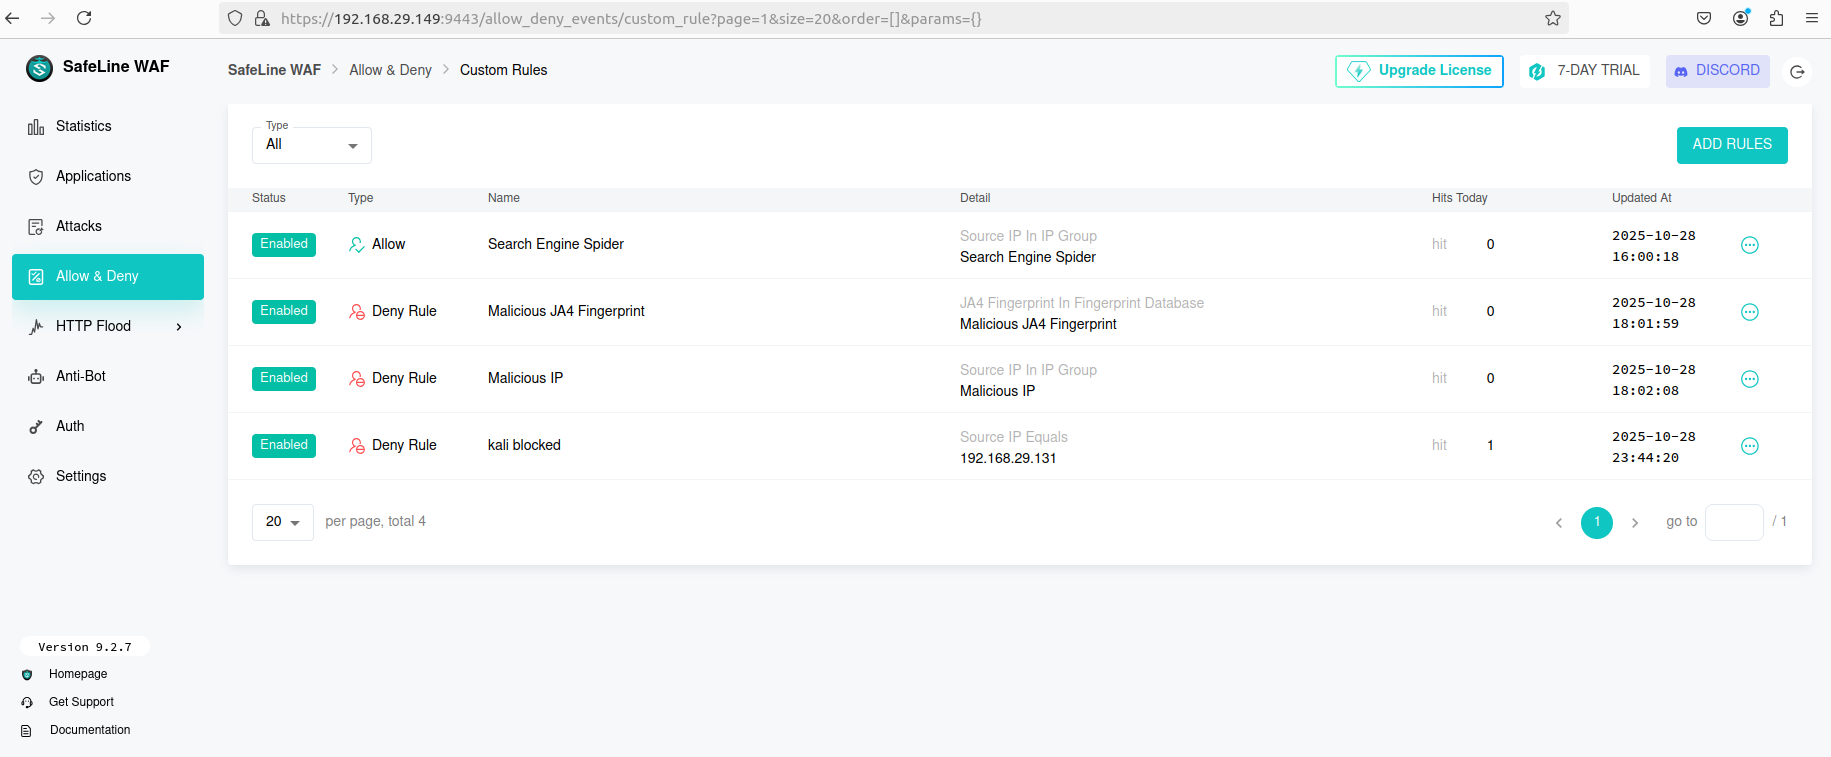 https://192.168.29.149:9443/allow_deny_events/custom_rule?page=1&size=20&order=[]&params={}
SafeLine WAF
SafeLine WAF > Allow & Deny > Custom Rules
Upgrade License
7-DAY TRIAL
DISCORD
Statistics
Applications
Attacks
Allow & Deny
HTTP Flood
Anti-Bot
Auth
Settings
Type
All
ADD RULES
Status Type Name Detail Hits Today Updated At
Enabled Allow Search Engine Spider Source IP In IP Group hit 0 2025-10-28
Search Engine Spider 16:00:18
Enabled Deny Rule Malicious JA4 Fingerprint JA4 Fingerprint In Fingerprint Database hit 0 2025-10-28
Malicious JA4 Fingerprint 18:01:59
Enabled Deny Rule Malicious IP Source IP In IP Group hit 0 2025-10-28
Malicious IP 18:02:08
Enabled Deny Rule kali blocked Source IP Equals hit 1 2025-10-28
192.168.29.131 23:44:20
20 per page, total 4
1 go to / 1
Version 9.2.7
Homepage
Get Support
Documentation